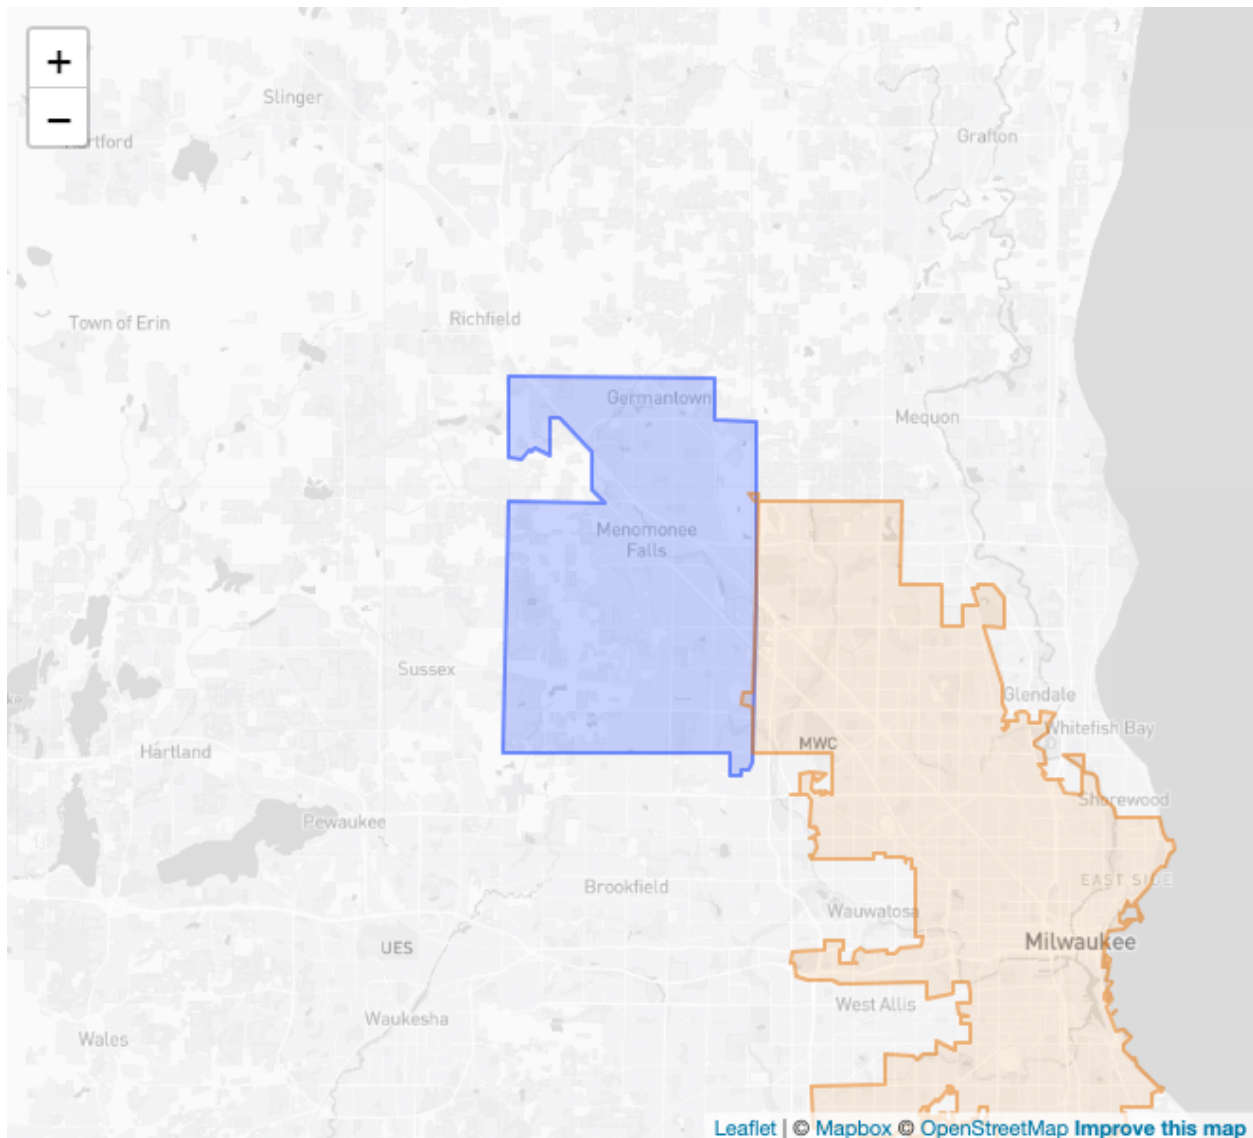 +
−
Slinger
Grafton
Town of Erin
Richfield
Germantown
Mequon
Menomonee
Falls
Sussex
Glendale
Whitefish Bay
MWC
Hartland
Shorewood
Pewaukee
EAST SIDE
Brookfield
Wauwatosa
Milwaukee
UES
West Allis
Waukesha
Wales
Leaflet | © Mapbox © OpenStreetMap Improve this map